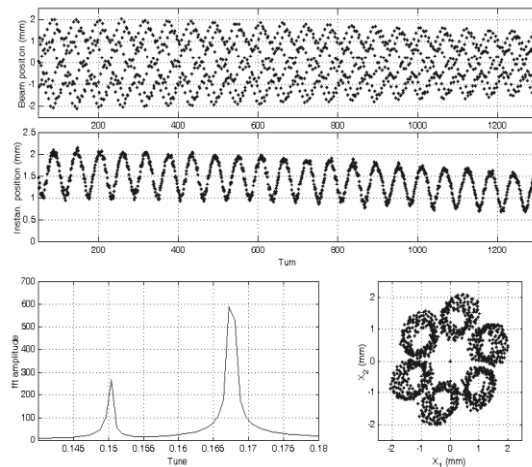 Beam position (mm)
2
1
0
-1
-2
200 400 600 800 1000 1200
Instan. position (mm)
2.5
2
1.5
1
0.5
0
200 400 600 800 1000 1200
Turn
fft amplitude
700
600
500
400
300
200
100
0
0.145 0.15 0.155 0.16 0.165 0.17 0.175 0.18
Tune
X2 (mm)
2
1
0
-1
-2
-2 -1 0 1 2
X1 (mm)